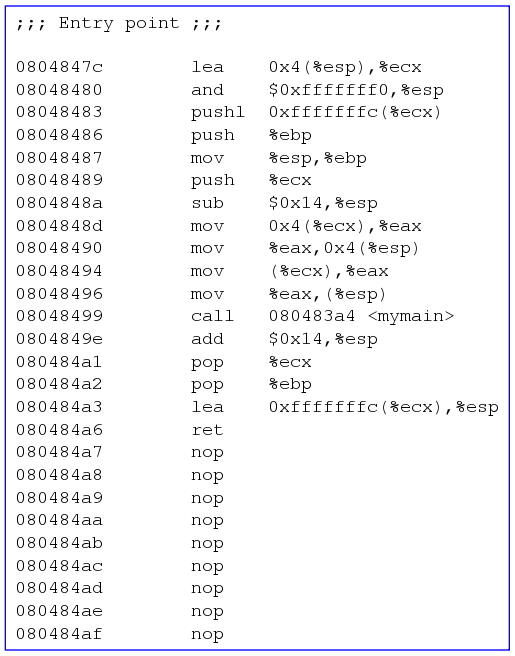 ;;; Entry point ;;;
0804847c lea 0x4(%esp),%ecx
08048480 and $0xfffffff0,%esp
08048483 pushl 0xfffffffc(%ecx)
08048486 push %ebp
08048487 mov %esp,%ebp
08048489 push %ecx
0804848a sub $0x14,%esp
0804848d mov 0x4(%ecx),%eax
08048490 mov %eax,0x4(%esp)
08048494 mov (%ecx),%eax
08048496 mov %eax,(%esp)
08048499 call 080483a4 <mymain>
0804849e add $0x14,%esp
080484a1 pop %ecx
080484a2 pop %ebp
080484a3 lea 0xfffffffc(%ecx),%esp
080484a6 ret
080484a7 nop
080484a8 nop
080484a9 nop
080484aa nop
080484ab nop
080484ac nop
080484ad nop
080484ae nop
080484af nop